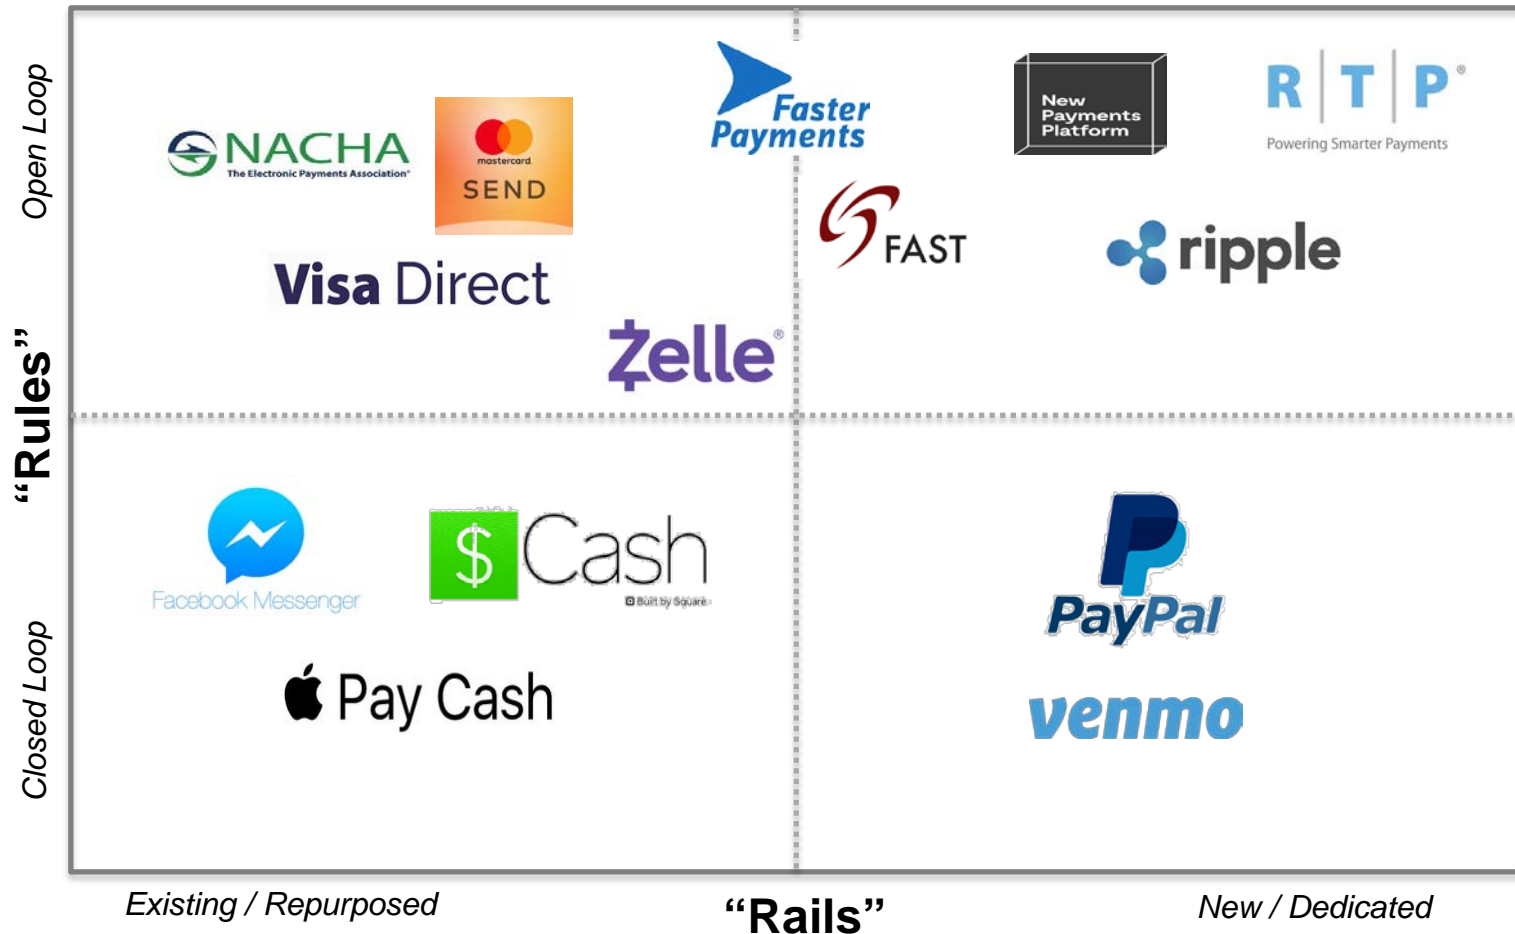 Open Loop
“Rules”
Closed Loop
NACHA
The Electronic Payments Association®
mastercard
SEND
Visa Direct
Zelle®
Faster
Payments
FAST
New
Payments
Platform
R|T|P®
Powering Smarter Payments
ripple
Facebook Messenger
$ Cash
Built by Square
Pay Cash
PayPal
venmo
Existing / Repurposed
“Rails”
New / Dedicated